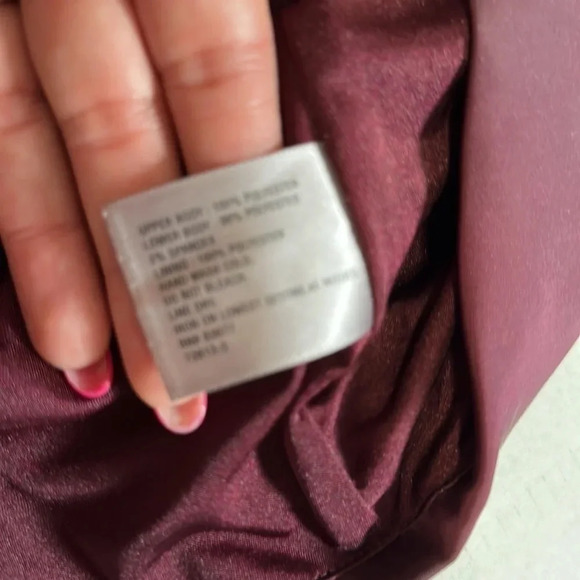 UPPER BODY: 100% POLYESTER
LOWER BODY: POLYESTER
SPANDEX
LINING: 100% POLYESTER
HAND WASH COLD
DO NOT BLEACH
LINE DRY
IRON ON LOWEST SETTING AS NEEDED